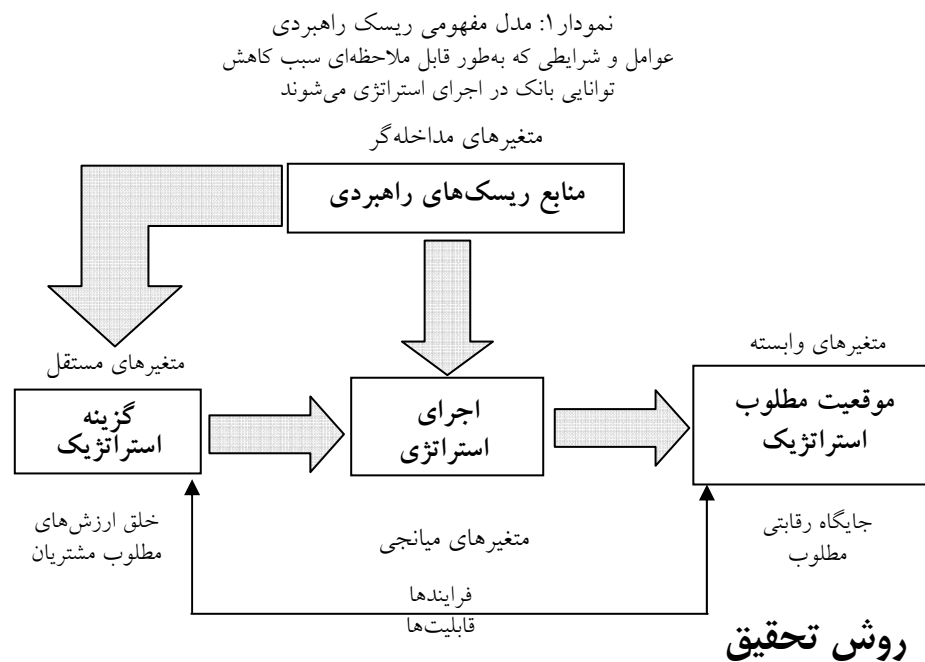 نمودار۱: مدل مفهومی ریسک راهبردی
عوامل و شرایطی که به‌طور قابل ملاحظه‌ای سبب کاهش
توانایی بانک در اجرای استراتژی می‌شوند
متغیرهای مداخله‌گر
منابع ریسک‌های راهبردی
متغیرهای وابسته
متغیرهای مستقل
موقعیت مطلوب
استراتژیک
اجرای
استراتژی
گزینه
استراتژیک
جایگاه رقابتی
مطلوب
متغیرهای میانجی
خلق ارزش‌های
مطلوب مشتریان
فرایندها
قابلیت‌ها
روش تحقیق